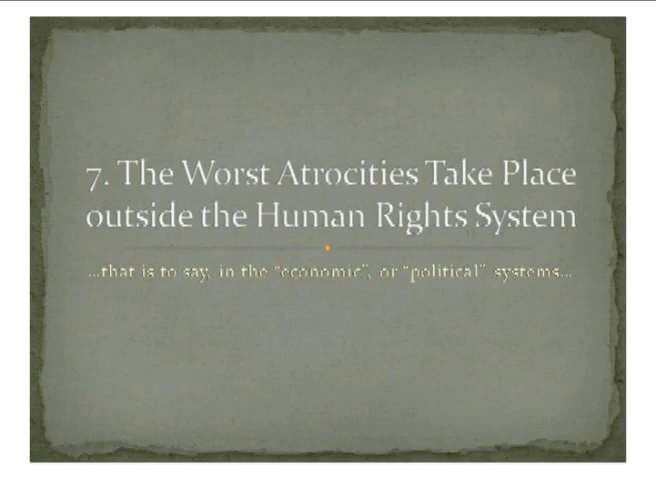 7. The Worst Atrocities Take Place
outside the Human Rights System
...that is to say, in the "economic", or "political" systems...